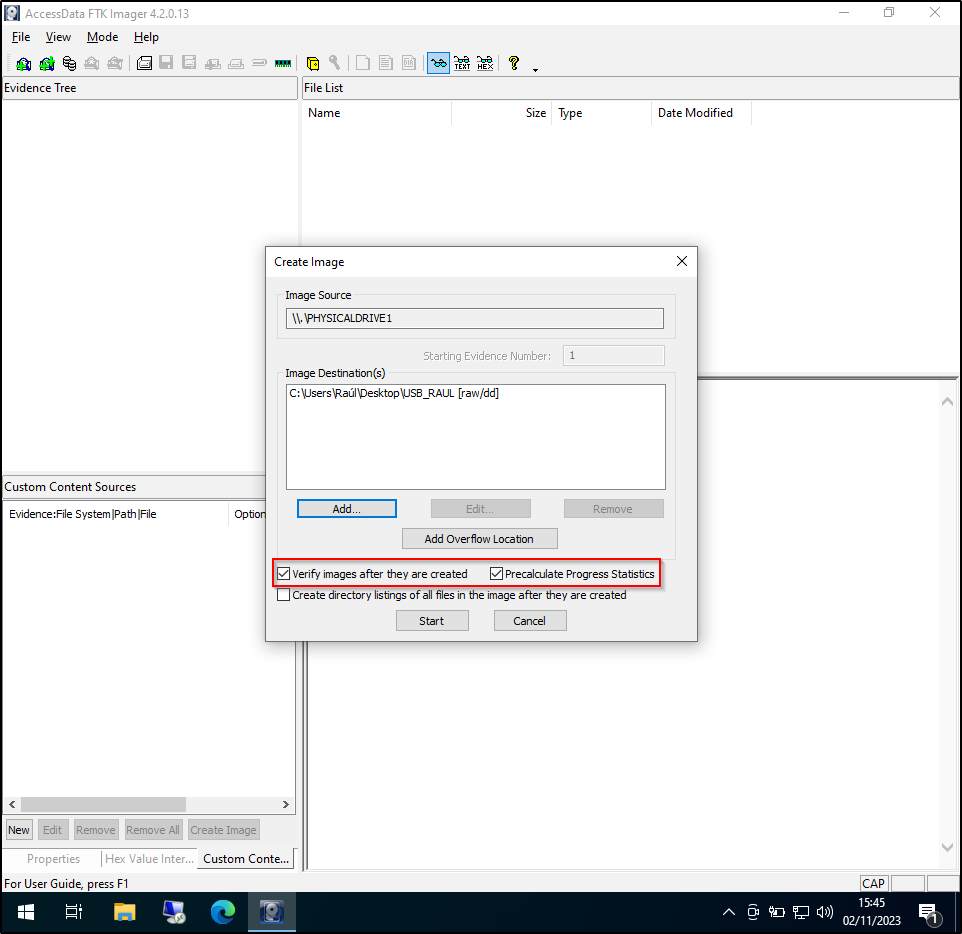 AccessData FTK Imager 4.2.0.13
File View Mode Help
TEXT HEX
Evidence Tree
File List
Name Size Type Date Modified
Create Image
Image Source
\\.\PHYSICALDRIVE1
Starting Evidence Number: 1
Image Destination(s)
C:\Users\Raúl\Desktop\USB_RAUL [raw/dd]
Add... Edit... Remove
Add Overflow Location
Verify images after they are created Precalculate Progress Statistics
Create directory listings of all files in the image after they are created
Start Cancel
Custom Content Sources
Evidence:File System|Path|File Option
New Edit Remove Remove All Create Image
Properties Hex Value Inter... Custom Conte...
For User Guide, press F1 CAP
15:45
02/11/2023
1